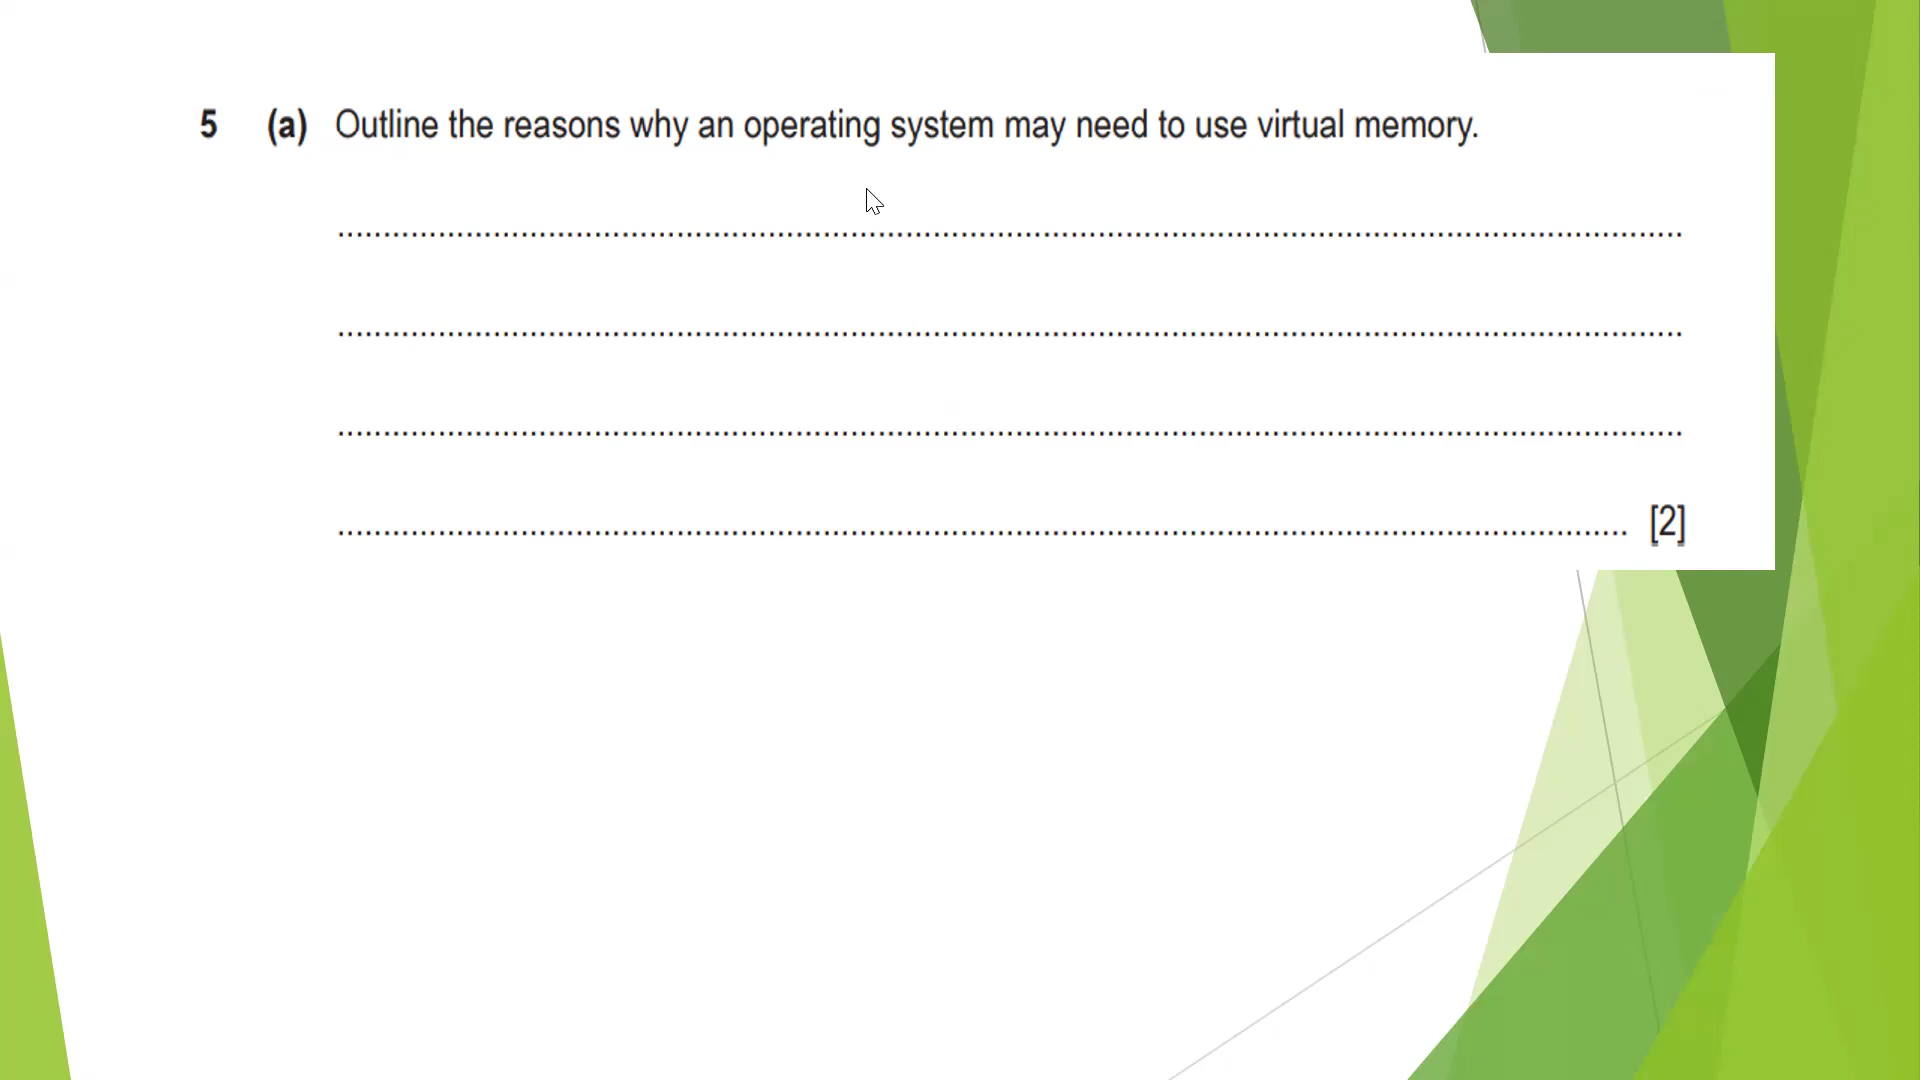 5 (a) Outline the reasons why an operating system may need to use virtual memory.
................................................................................
................................................................................
................................................................................
................................................................................ [2]